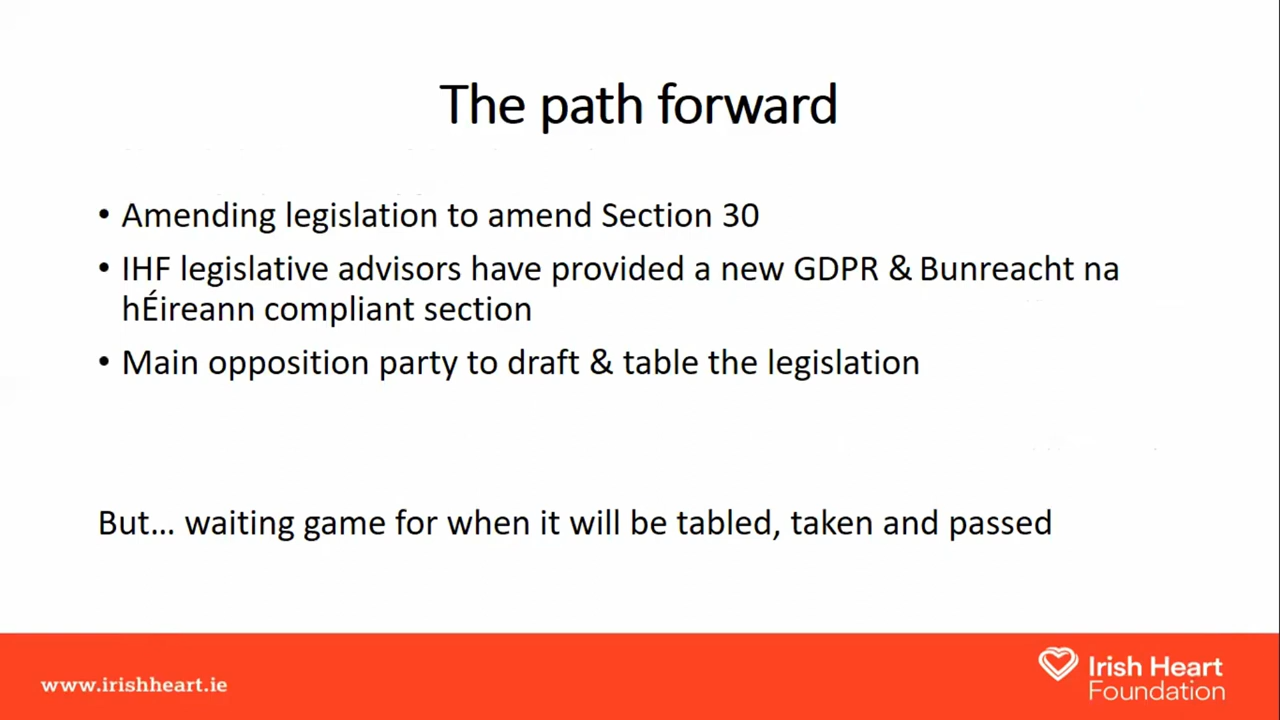 The path forward
• Amending legislation to amend Section 30
• IHF legislative advisors have provided a new GDPR & Bunreacht na
hÉireann compliant section
• Main opposition party to draft & table the legislation
But... waiting game for when it will be tabled, taken and passed
www.irishheart.ie
Irish Heart
Foundation